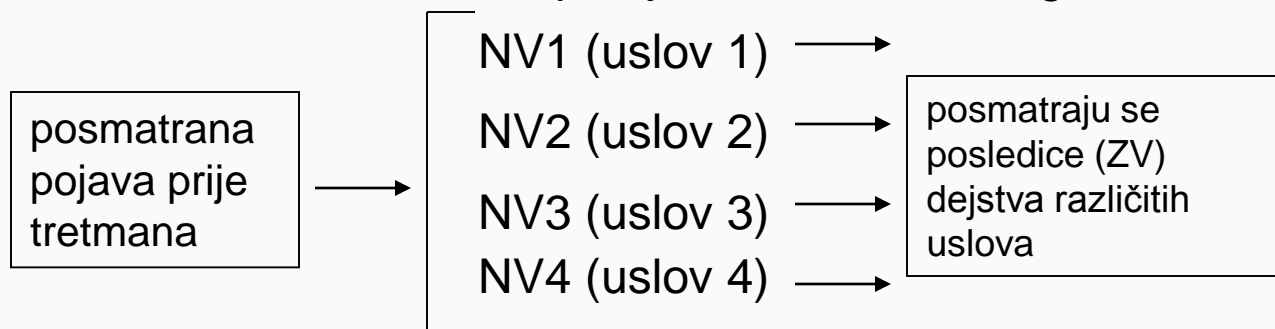 NV1 (uslov 1)
posmatrana
pojava prije
tretmana
NV2 (uslov 2)
NV3 (uslov 3)
NV4 (uslov 4)
posmatraju se
posledice (ZV)
dejstva različitih
uslova